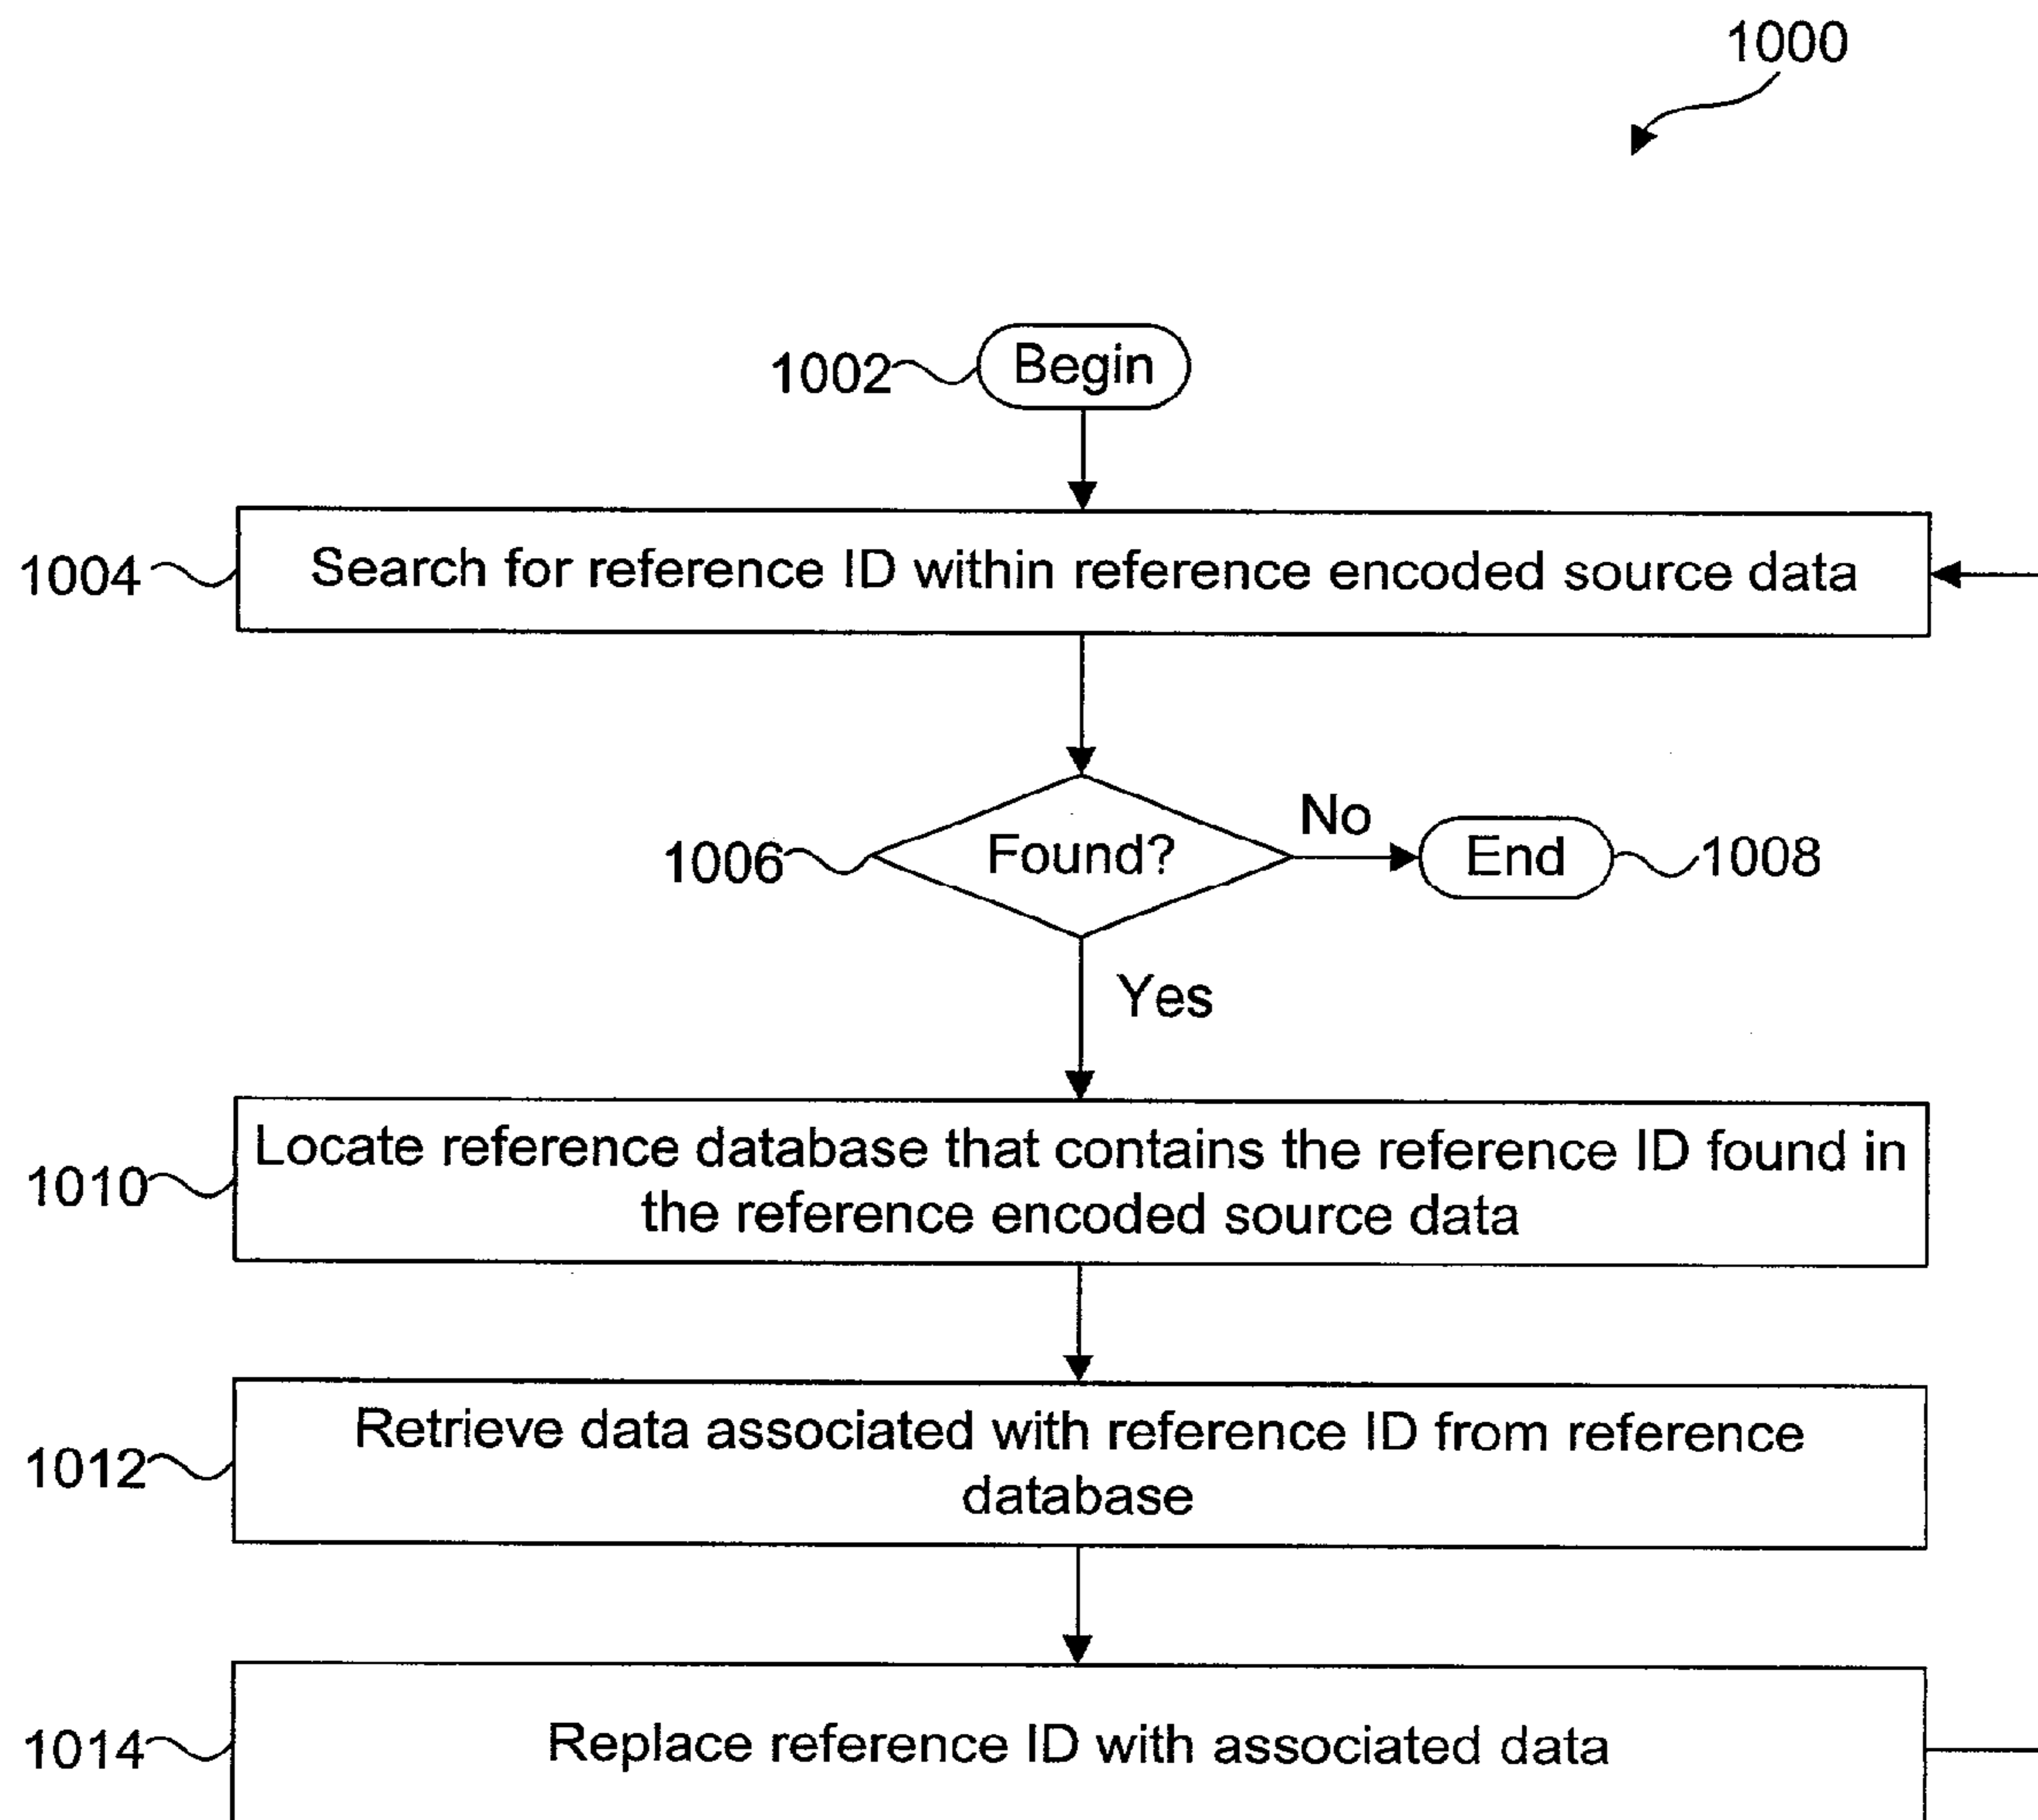 1000
1002
Begin
1004
Search for reference ID within reference encoded source data
1006
Found?
No
End
1008
Yes
1010
Locate reference database that contains the reference ID found in
the reference encoded source data
1012
Retrieve data associated with reference ID from reference
database
1014
Replace reference ID with associated data